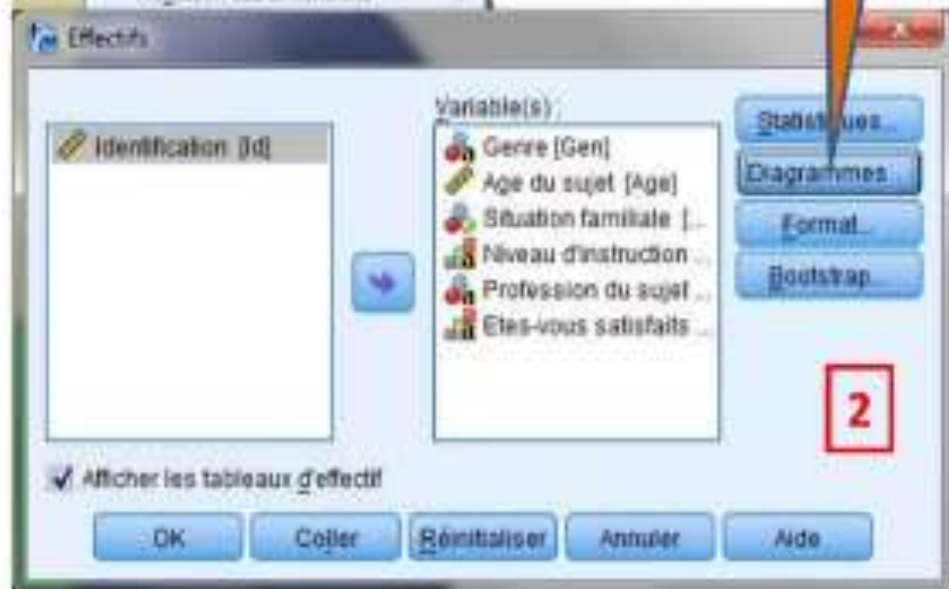 Effectifs
Identification [Id]
Variable(s) :
Genre [Gen]
Age du sujet [Age]
Situation familiale [...
Niveau d'instruction ...
Profession du sujet ...
Etes-vous satisfaits ...
Statistiques...
Diagrammes...
Format...
Bootstrap...
2
Afficher les tableaux d'effectif
OK
Coller
Réinitialiser
Annuler
Aide